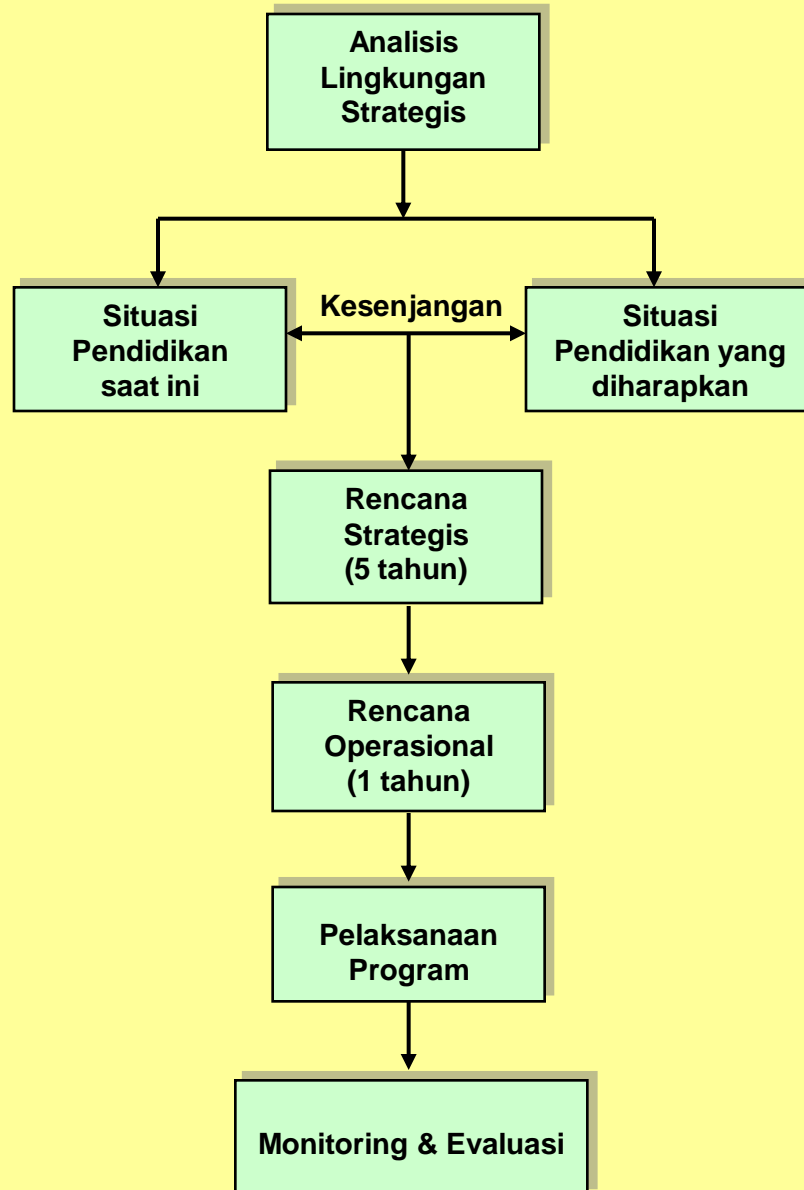 Analisis
Lingkungan
Strategis
Situasi
Pendidikan
saat ini
Kesenjangan
Situasi
Pendidikan yang
diharapkan
Rencana
Strategis
(5 tahun)
Rencana
Operasional
(1 tahun)
Pelaksanaan
Program
Monitoring & Evaluasi